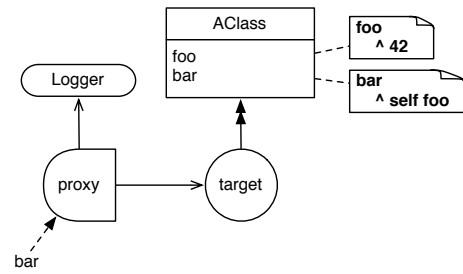 AClass
foo
bar
foo
^ 42
bar
^ self foo
Logger
proxy
target
bar